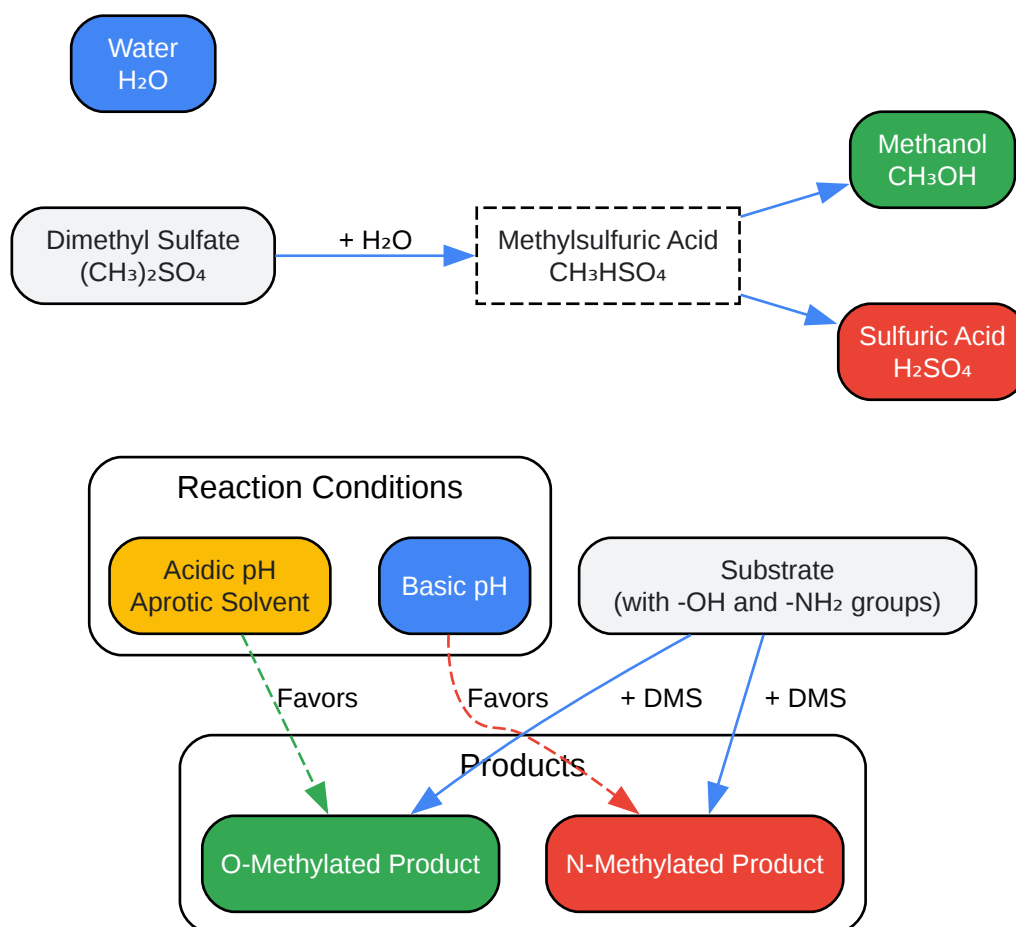 Water
H₂O
Methanol
CH₃OH
Dimethyl Sulfate
(CH₃)₂SO₄
+ H₂O
Methylsulfuric Acid
CH₃HSO₄
Sulfuric Acid
H₂SO₄
Reaction Conditions
Acidic pH
Aprotic Solvent
Basic pH
Substrate
(with -OH and -NH₂ groups)
Favors
Favors
+ DMS
+ DMS
Products
O-Methylated Product
N-Methylated Product